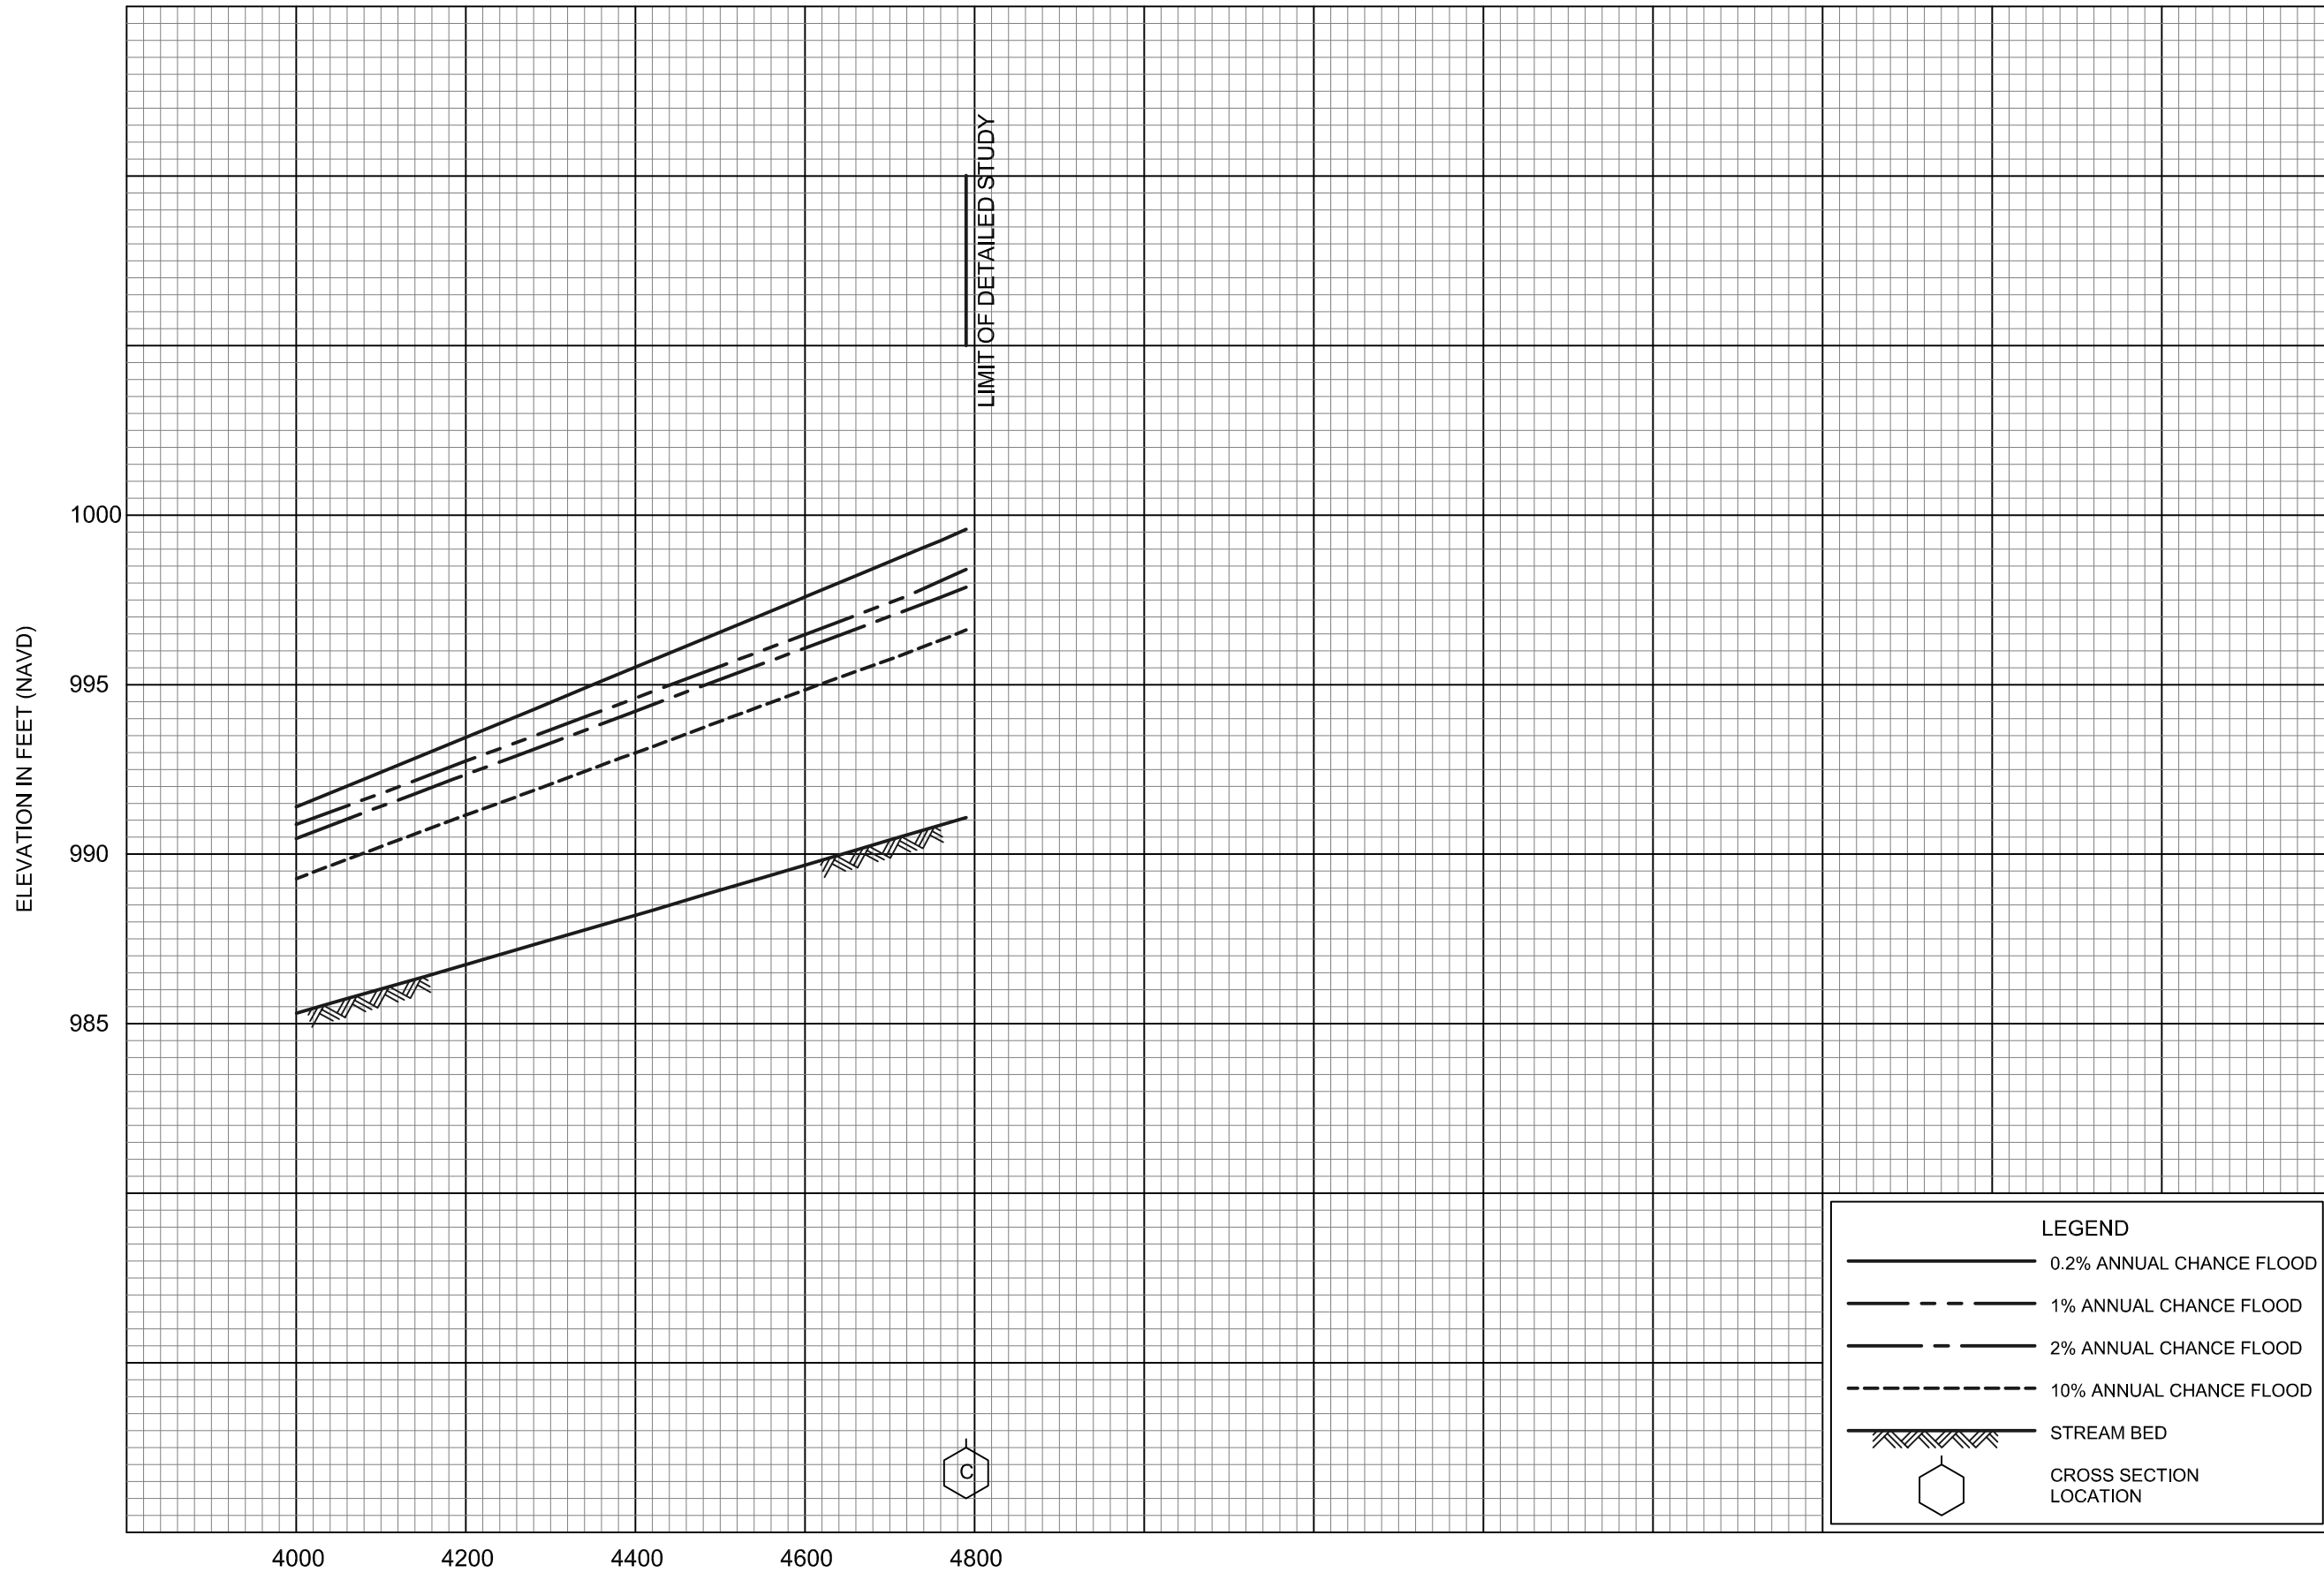 LIMIT OF DETAILED STUDY
ELEVATION IN FEET (NAVD)
1000
995
990
985
C
4000 4200 4400 4600 4800
LEGEND
0.2% ANNUAL CHANCE FLOOD
1% ANNUAL CHANCE FLOOD
2% ANNUAL CHANCE FLOOD
10% ANNUAL CHANCE FLOOD
STREAM BED
CROSS SECTION
LOCATION